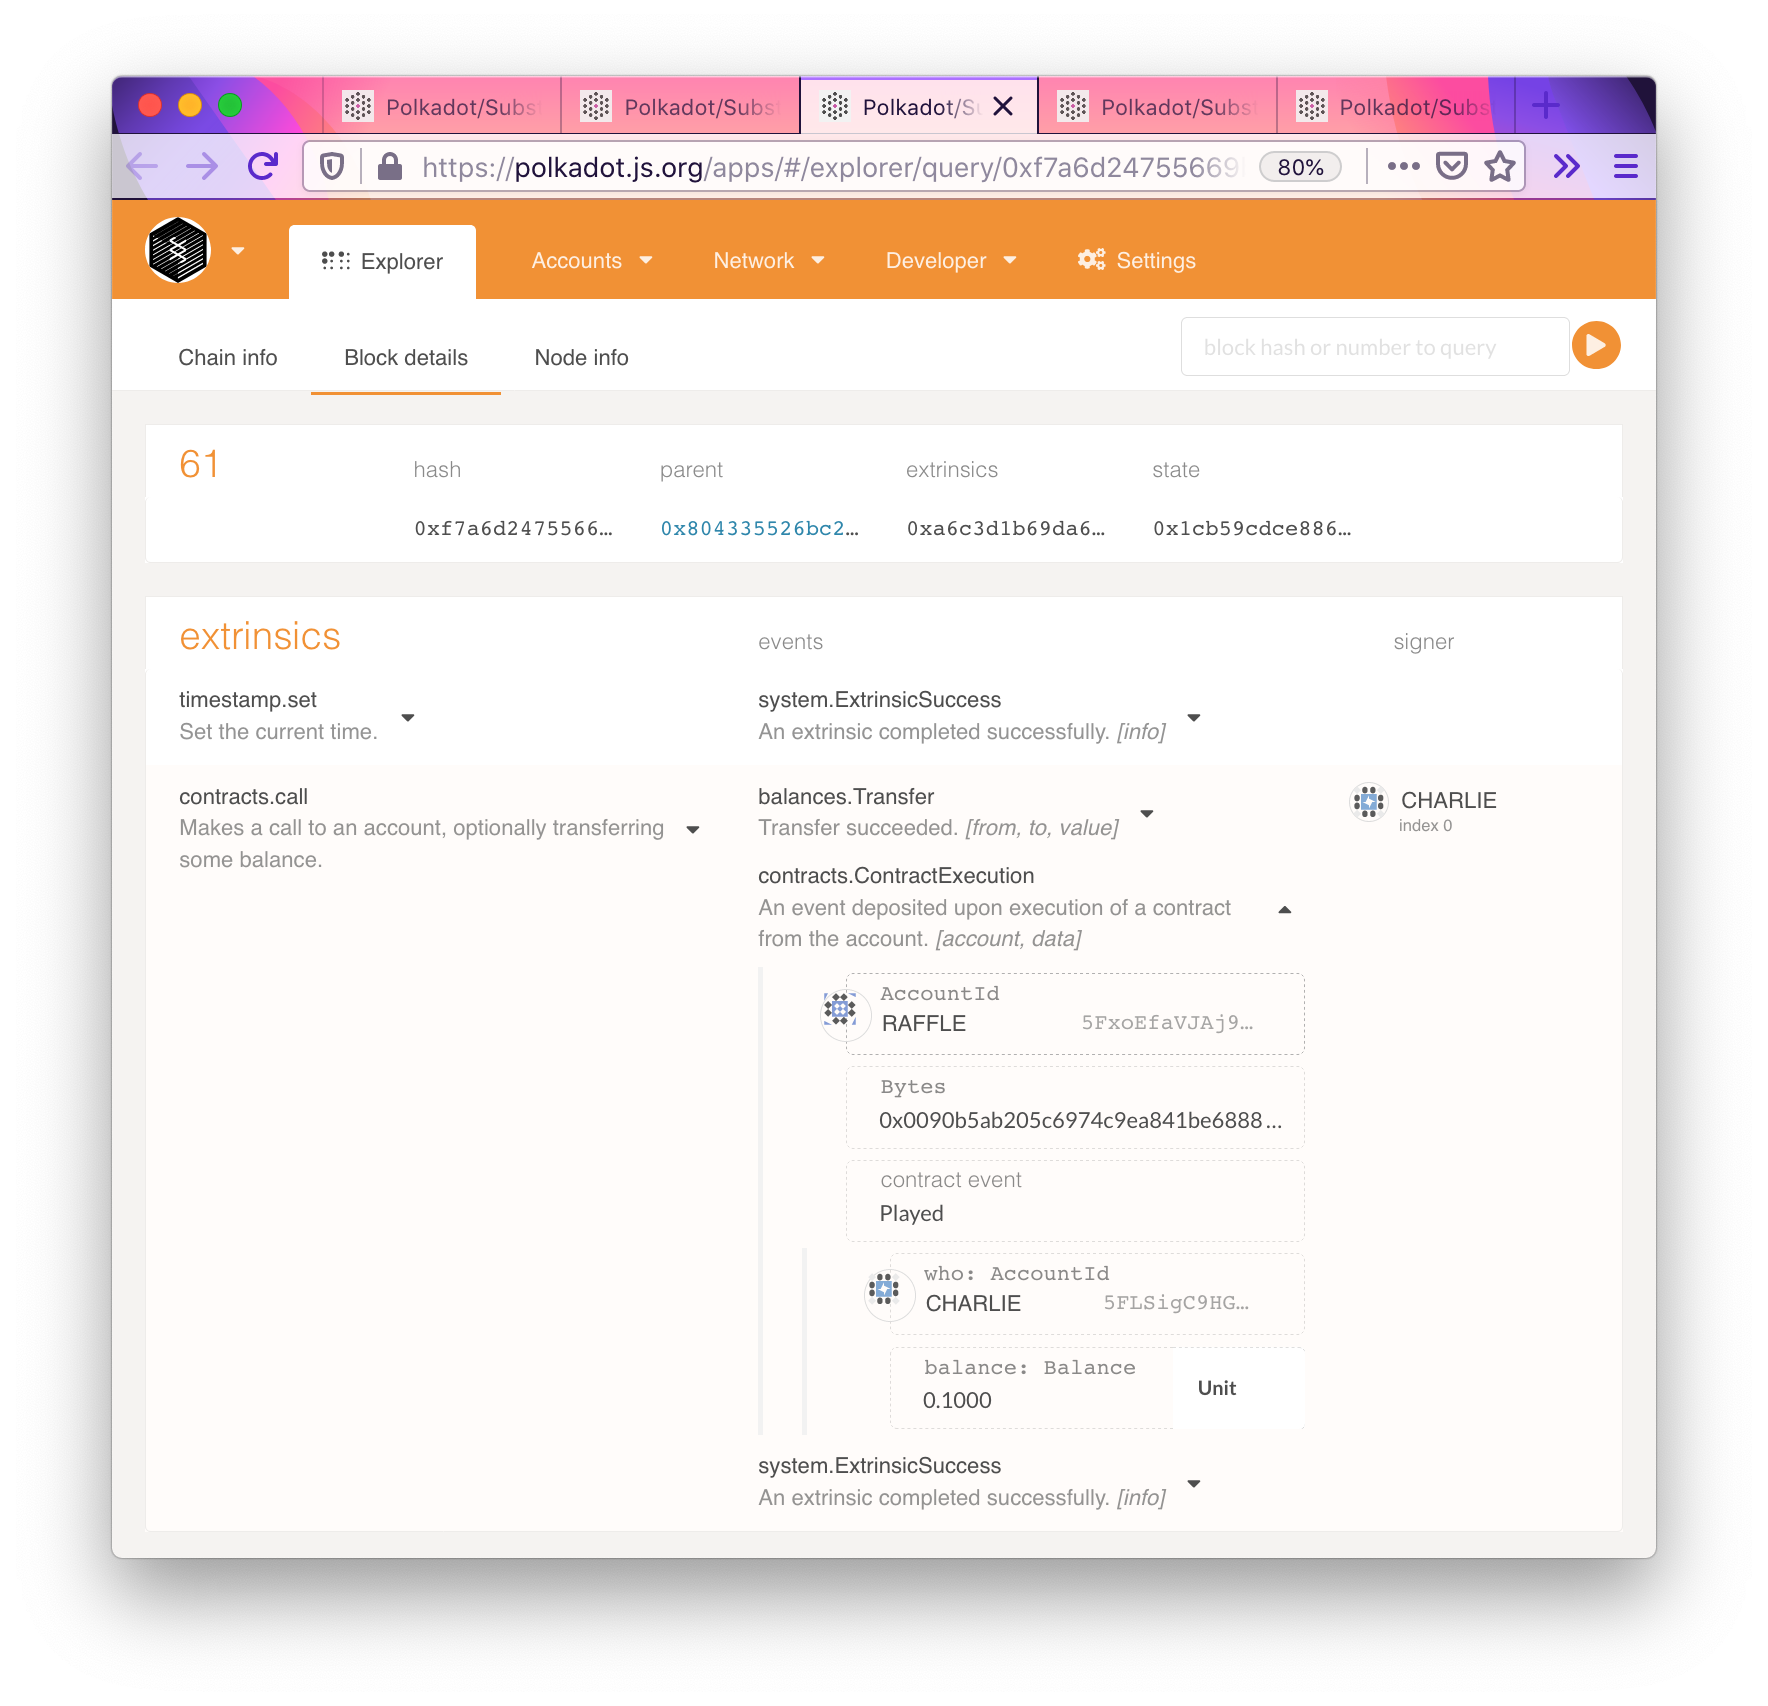 Polkadot/Subs
Polkadot/Subs
Polkadot/S
Polkadot/Subs
Polkadot/Subs
https://polkadot.js.org/apps/#/explorer/query/0xf7a6d24755669
80%
Explorer
Accounts
Network
Developer
Settings
Chain info
Block details
Node info
block hash or number to query
61
hash
parent
extrinsics
state
0xf7a6d2475566…
0x804335526bc2…
0xa6c3d1b69da6…
0x1cb59cdce886…
extrinsics
events
signer
timestamp.set
Set the current time.
system.ExtrinsicSuccess
An extrinsic completed successfully. [info]
contracts.call
Makes a call to an account, optionally transferring
some balance.
balances.Transfer
Transfer succeeded. [from, to, value]
CHARLIE
index 0
contracts.ContractExecution
An event deposited upon execution of a contract
from the account. [account, data]
AccountId
RAFFLE
5FxoEfaVJAj9…
Bytes
0x0090b5ab205c6974c9ea841be6888…
contract event
Played
who: AccountId
CHARLIE
5FLSigC9HG…
balance: Balance
0.1000
Unit
system.ExtrinsicSuccess
An extrinsic completed successfully. [info]